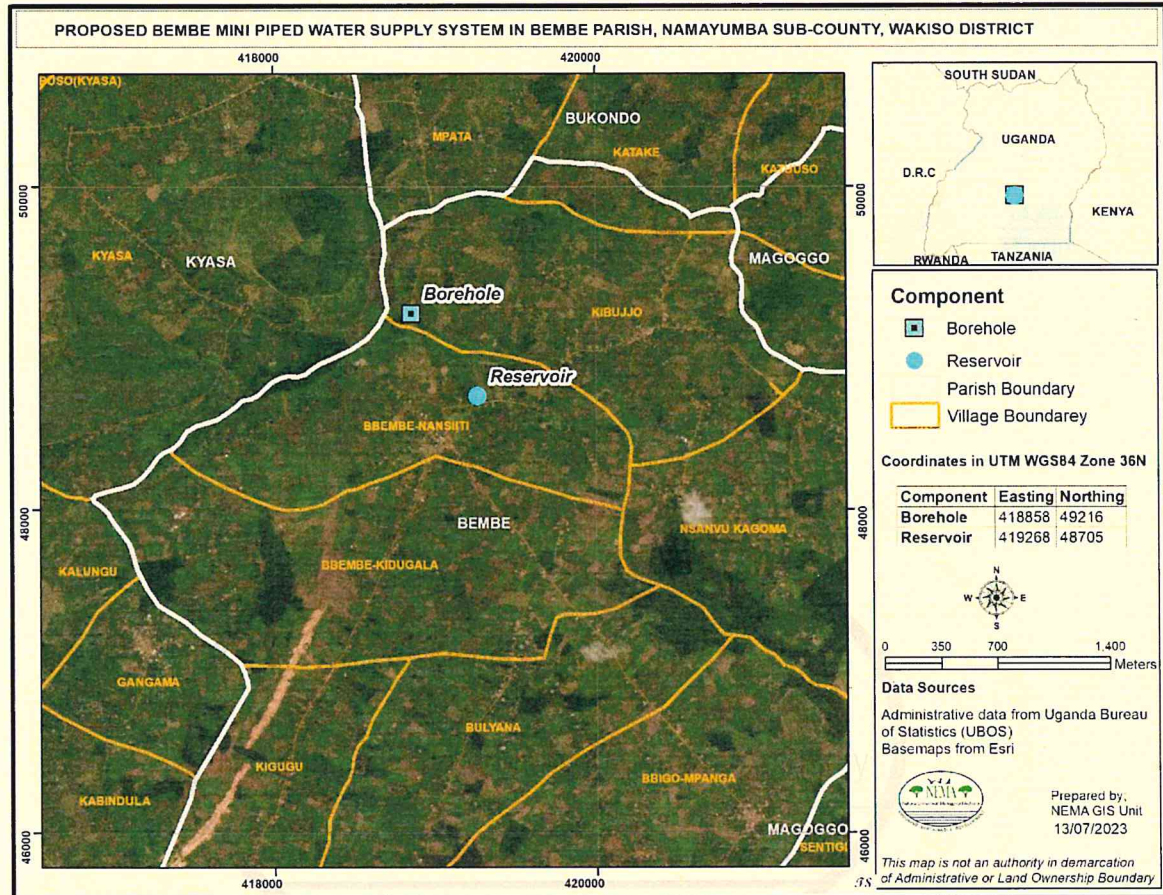 PROPOSED BEMBE MINI PIPED WATER SUPPLY SYSTEM IN BEMBE PARISH, NAMAYUMBA SUB-COUNTY, WAKISO DISTRICT
418000
420000
50000
48000
46000
BUKONDO
MPATA
KATAKE
KYASA
KYASA
MAGOGGO
Borehole
KIBUJJO
Reservoir
BBEMBE-NANSIITI
BEMBE
NSANVU KAGOMA
KALUNGU
BBEMBE-KIDUGALA
GANGAMA
BULYANA
KIGUGU
BBIGO-MPANGA
KABINDULA
MAGOGGO
50000
48000
46000
418000
420000
SOUTH SUDAN
UGANDA
D.R.C
KENYA
RWANDA
TANZANIA
Component
Borehole
Reservoir
Parish Boundary
Village Boundarey
Coordinates in UTM WGS84 Zone 36N
Component Easting Northing
Borehole 418858 49216
Reservoir 419268 48705
N
W E
S
0 350 700 1,400
Meters
Data Sources
Administrative data from Uganda Bureau
of Statistics (UBOS)
Basemaps from Esri
NEMA
Prepared by;
NEMA GIS Unit
13/07/2023
This map is not an authority in demarcation
of Administrative or Land Ownership Boundary